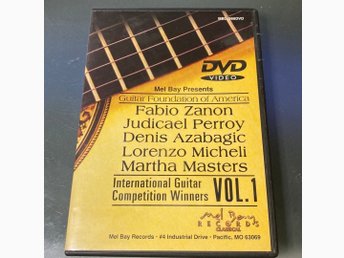 DVD
VIDEO
Mel Bay Presents
Guitar Foundation of America
Fabio Zanon
Judicael Perroy
Denis Azabagic
Lorenzo Micheli
Martha Masters
International Guitar
Competition Winners VOL.1
Mel Bay
RECORDS
CLASSICAL
Mel Bay Records - #4 Industrial Drive - Pacific, MO 63069